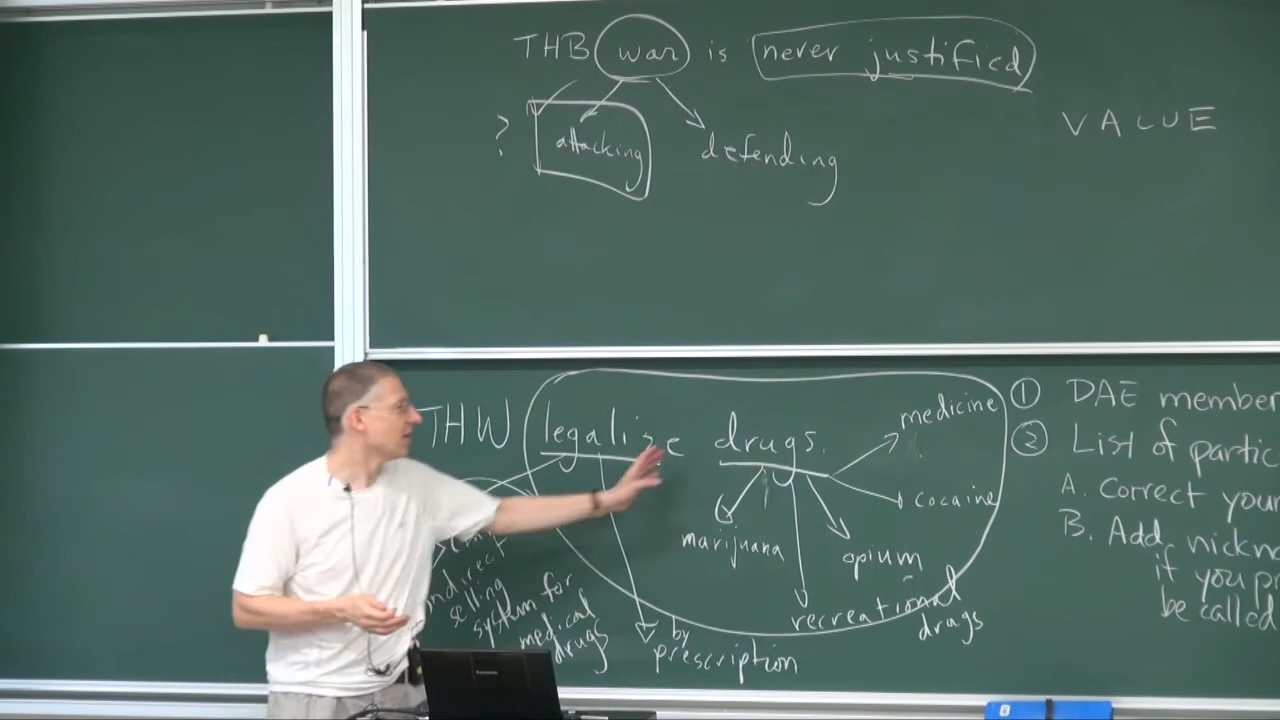 THB war is never justified
VALUE
?
attacking
defending
THW legalise drugs.
medicine
cocaine
marijuana
opium
recreational
drugs
indirect
selling
system for
medical
drugs
by
prescription
① DAE member
② List of partic
A. Correct your
B. Add nickn
if you p
be called
Panasonic